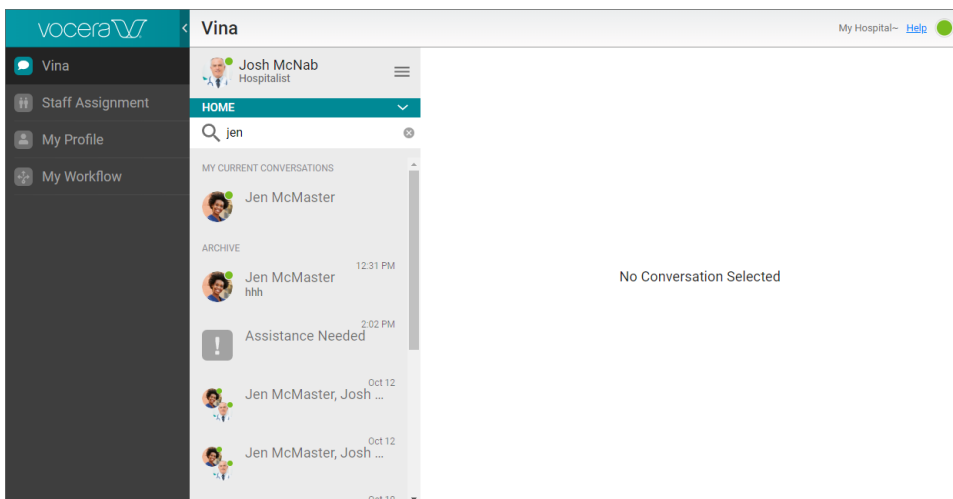 vocera
Vina
My Hospital~ Help
Vina
Staff Assignment
My Profile
My Workflow
Josh McNab
Hospitalist
HOME
jen
MY CURRENT CONVERSATIONS
Jen McMaster
ARCHIVE
12:31 PM
Jen McMaster
hhh
2:02 PM
Assistance Needed
Oct 12
Jen McMaster, Josh ...
Oct 12
Jen McMaster, Josh ...
No Conversation Selected